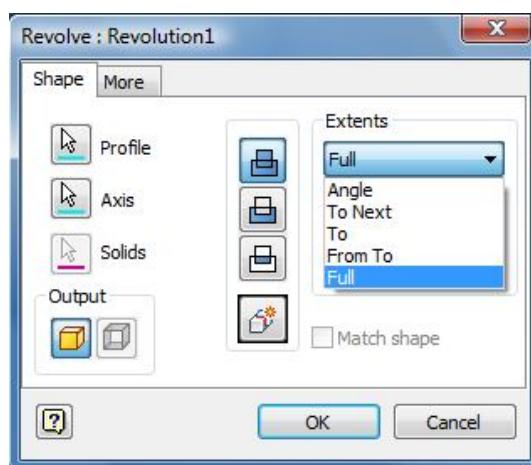 Revolve : Revolution1
Shape
More
Profile
Axis
Solids
Output
Extents
Full
Angle
To Next
To
From To
Full
Match shape
OK
Cancel